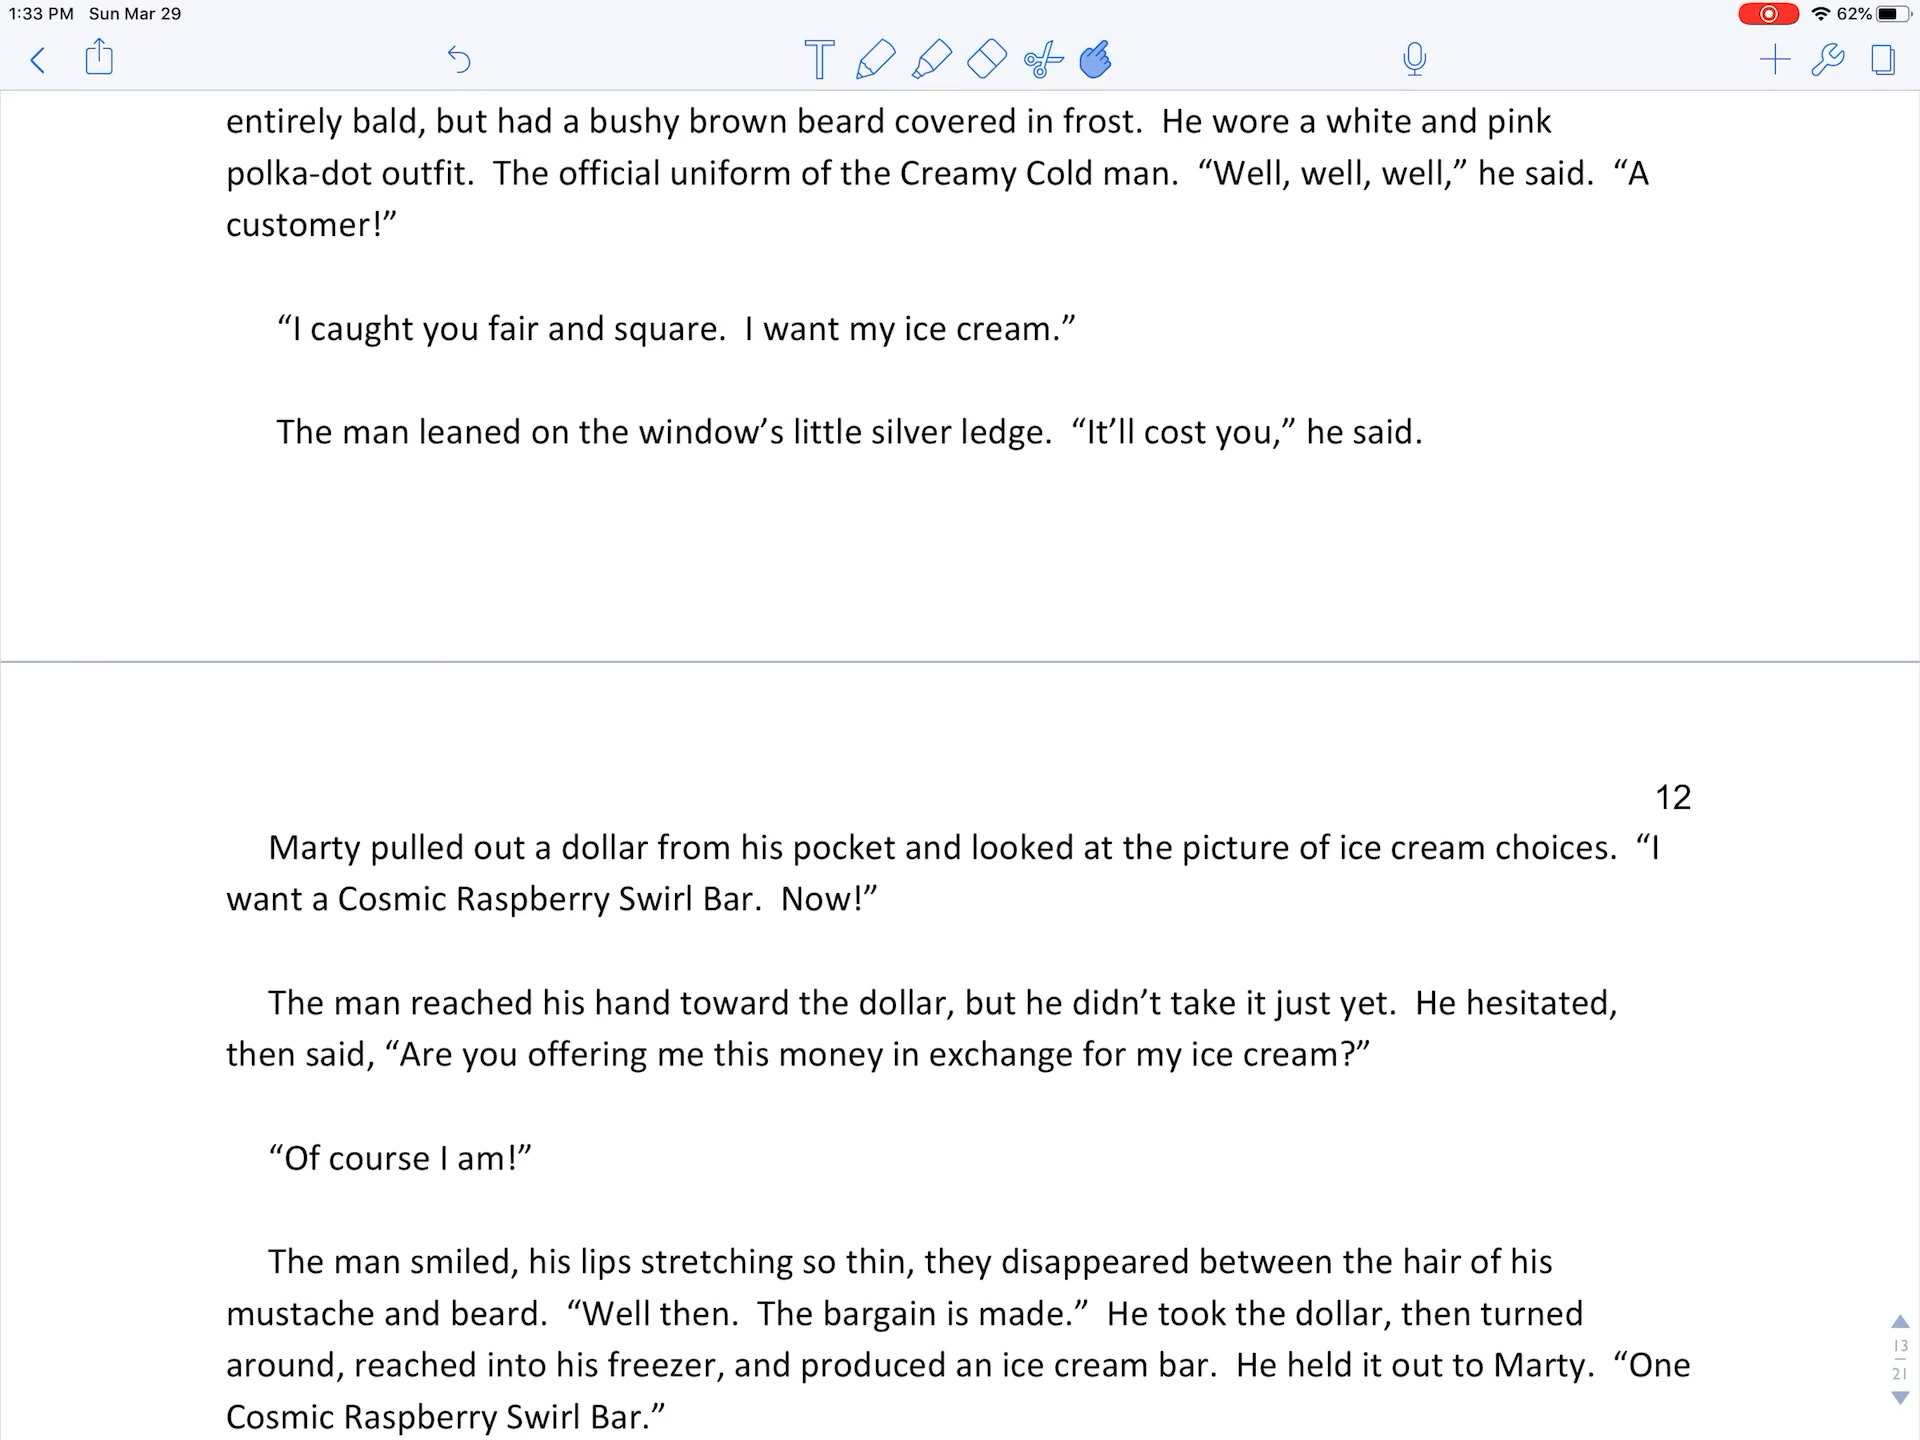 1:33 PM Sun Mar 29
62%
entirely bald, but had a bushy brown beard covered in frost.  He wore a white and pink
polka-dot outfit.  The official uniform of the Creamy Cold man.  “Well, well, well,” he said.  “A
customer!”
“I caught you fair and square.  I want my ice cream.”
The man leaned on the window’s little silver ledge.  “It’ll cost you,” he said.
12
Marty pulled out a dollar from his pocket and looked at the picture of ice cream choices.  “I
want a Cosmic Raspberry Swirl Bar.  Now!”
The man reached his hand toward the dollar, but he didn’t take it just yet.  He hesitated,
then said, “Are you offering me this money in exchange for my ice cream?”
“Of course I am!”
The man smiled, his lips stretching so thin, they disappeared between the hair of his
mustache and beard.  “Well then.  The bargain is made.”  He took the dollar, then turned
around, reached into his freezer, and produced an ice cream bar.  He held it out to Marty.  “One
Cosmic Raspberry Swirl Bar.”
13
21